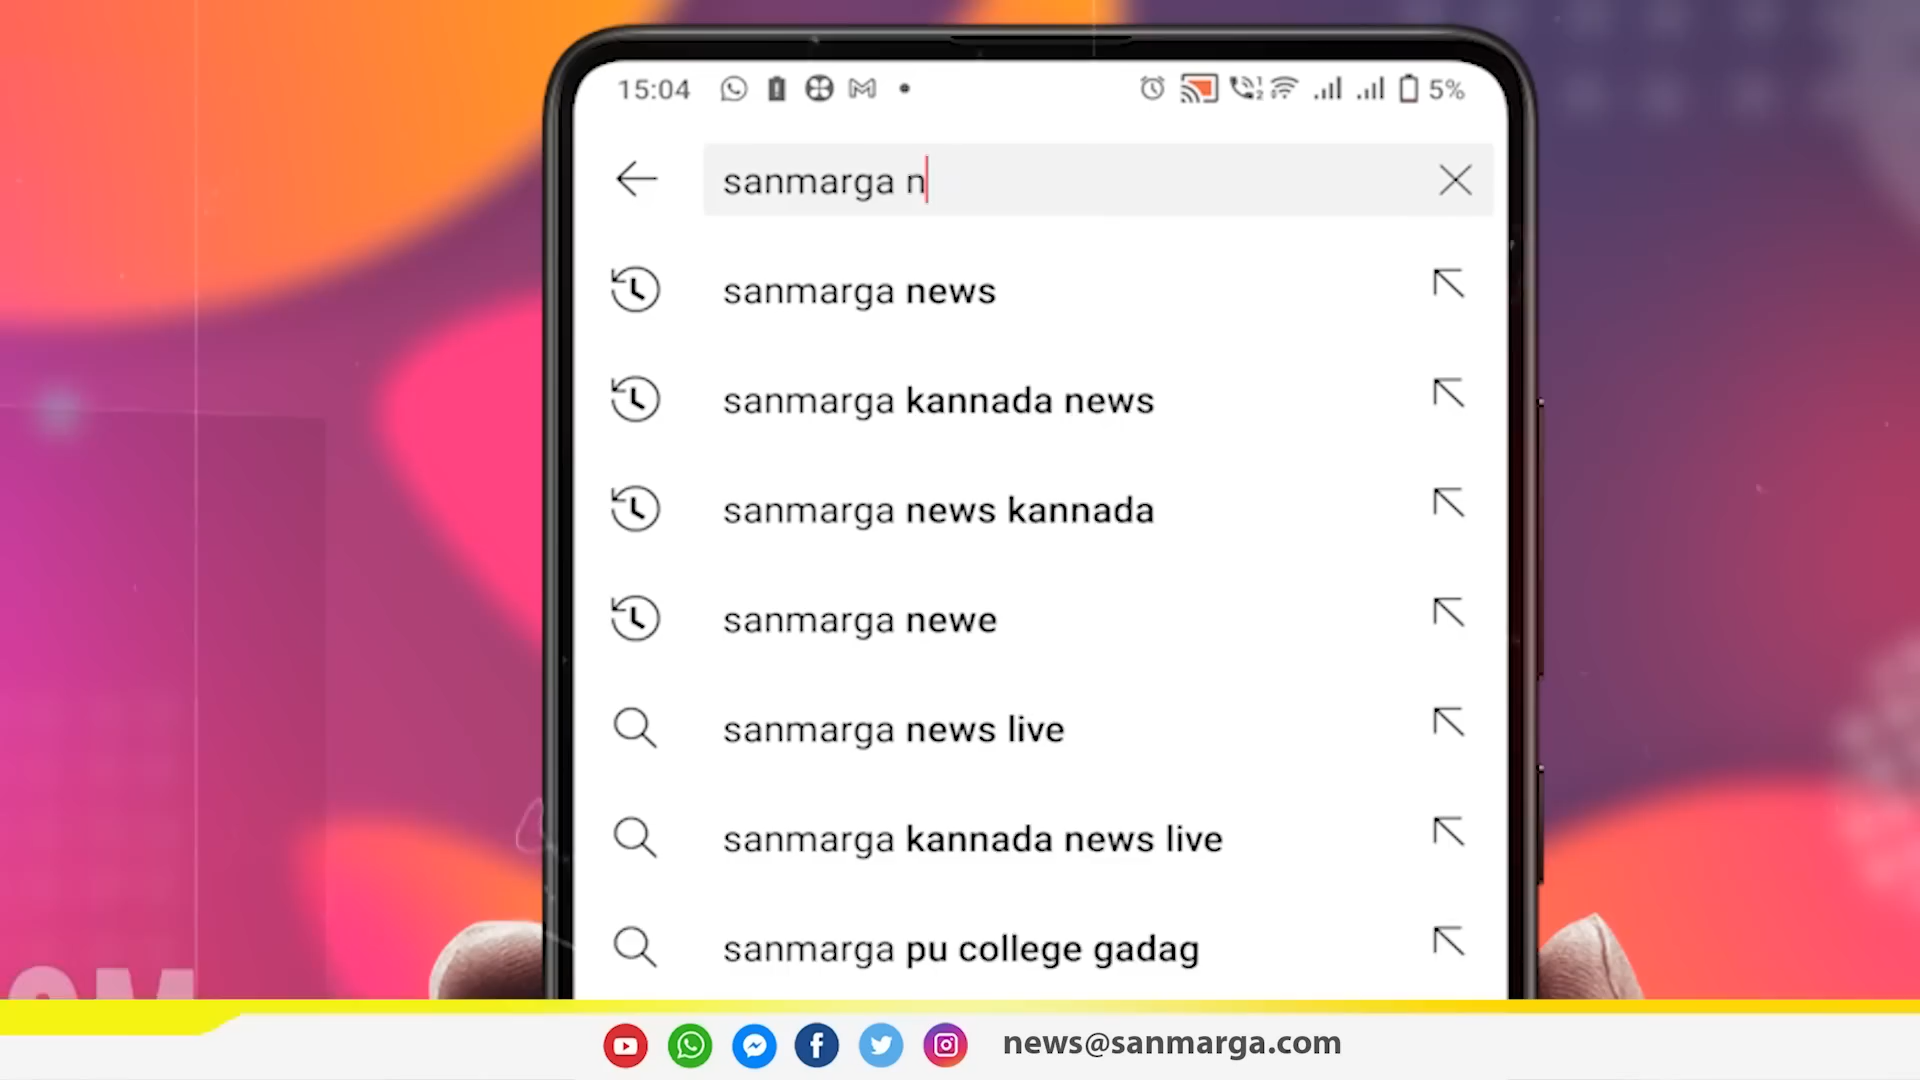 15:04 5%
sanmarga n
sanmarga news
sanmarga kannada news
sanmarga news kannada
sanmarga newe
sanmarga news live
sanmarga kannada news live
sanmarga pu college gadag
news@sanmarga.com